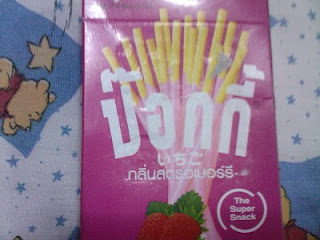 ป๊อกกี้
いちご
กลิ่นสตรอเบอร์รี
The
Super
Snack